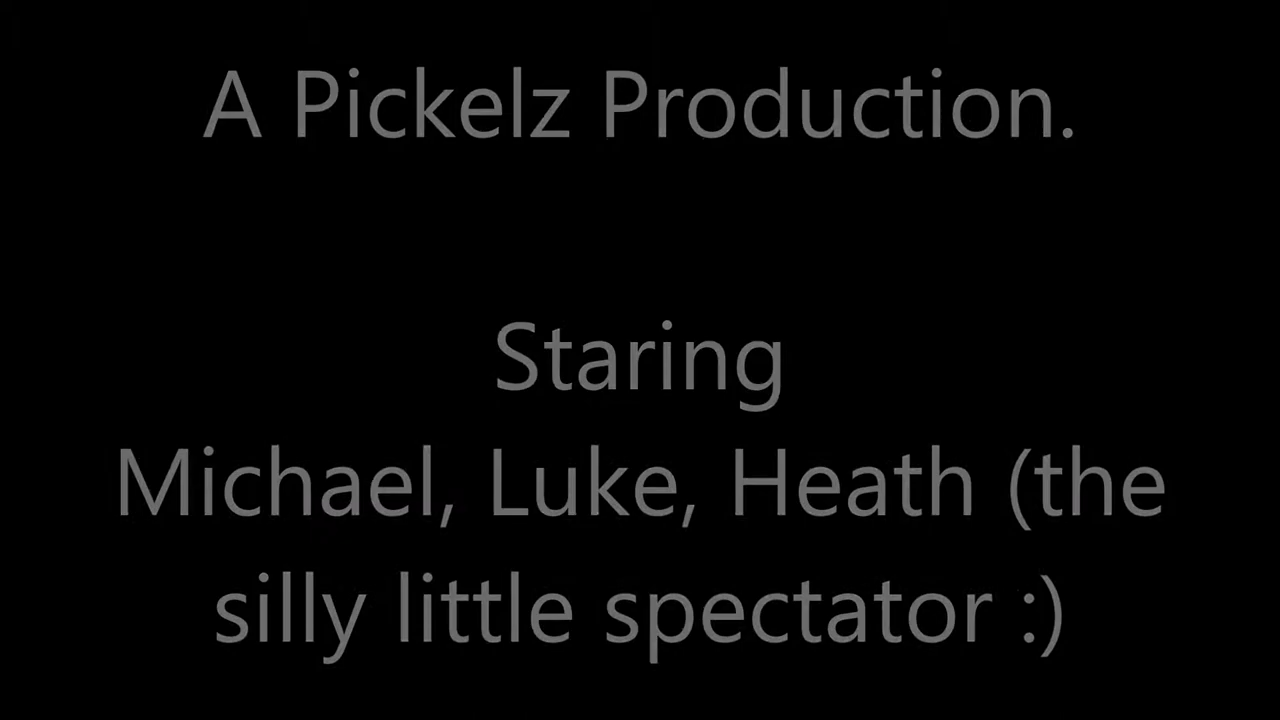 A Pickelz Production.
Staring
Michael, Luke, Heath (the
silly little spectator :)